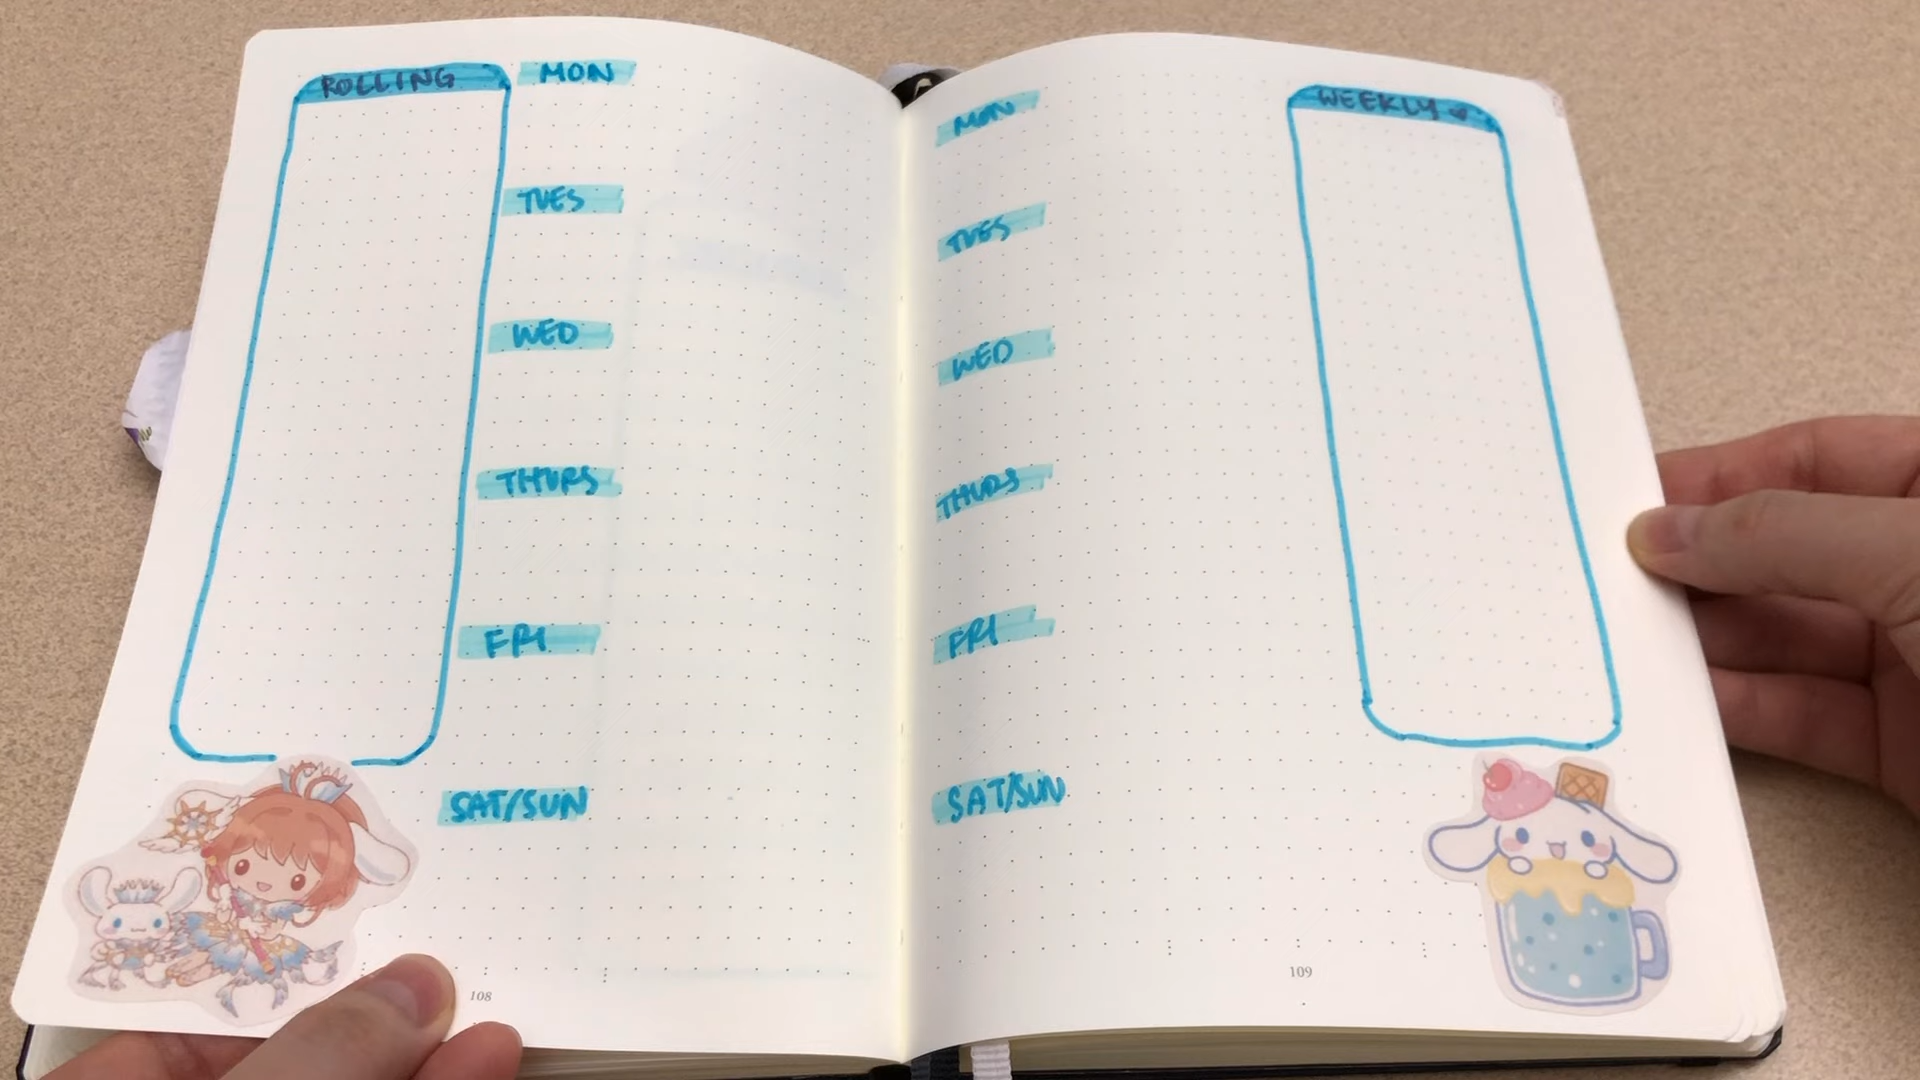 ROLLING
MON
TUES
WED
THURS
FRI
SAT/SUN
108
MON
TUES
WED
THURS
FRI
SAT/SUN
WEEKLY
109